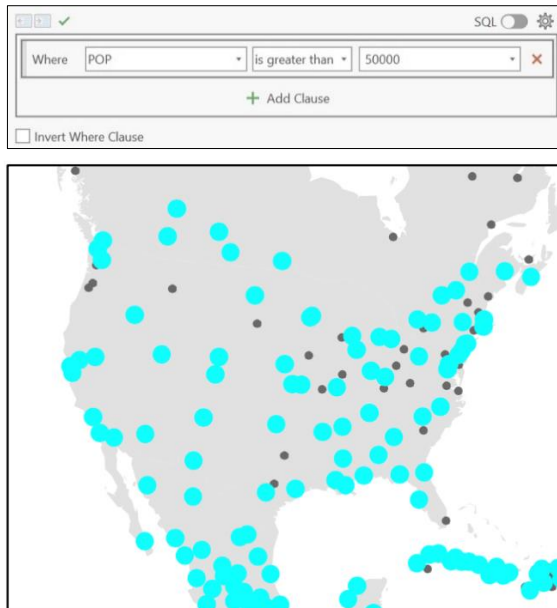 SQL
Where POP is greater than 50000
Add Clause
Invert Where Clause